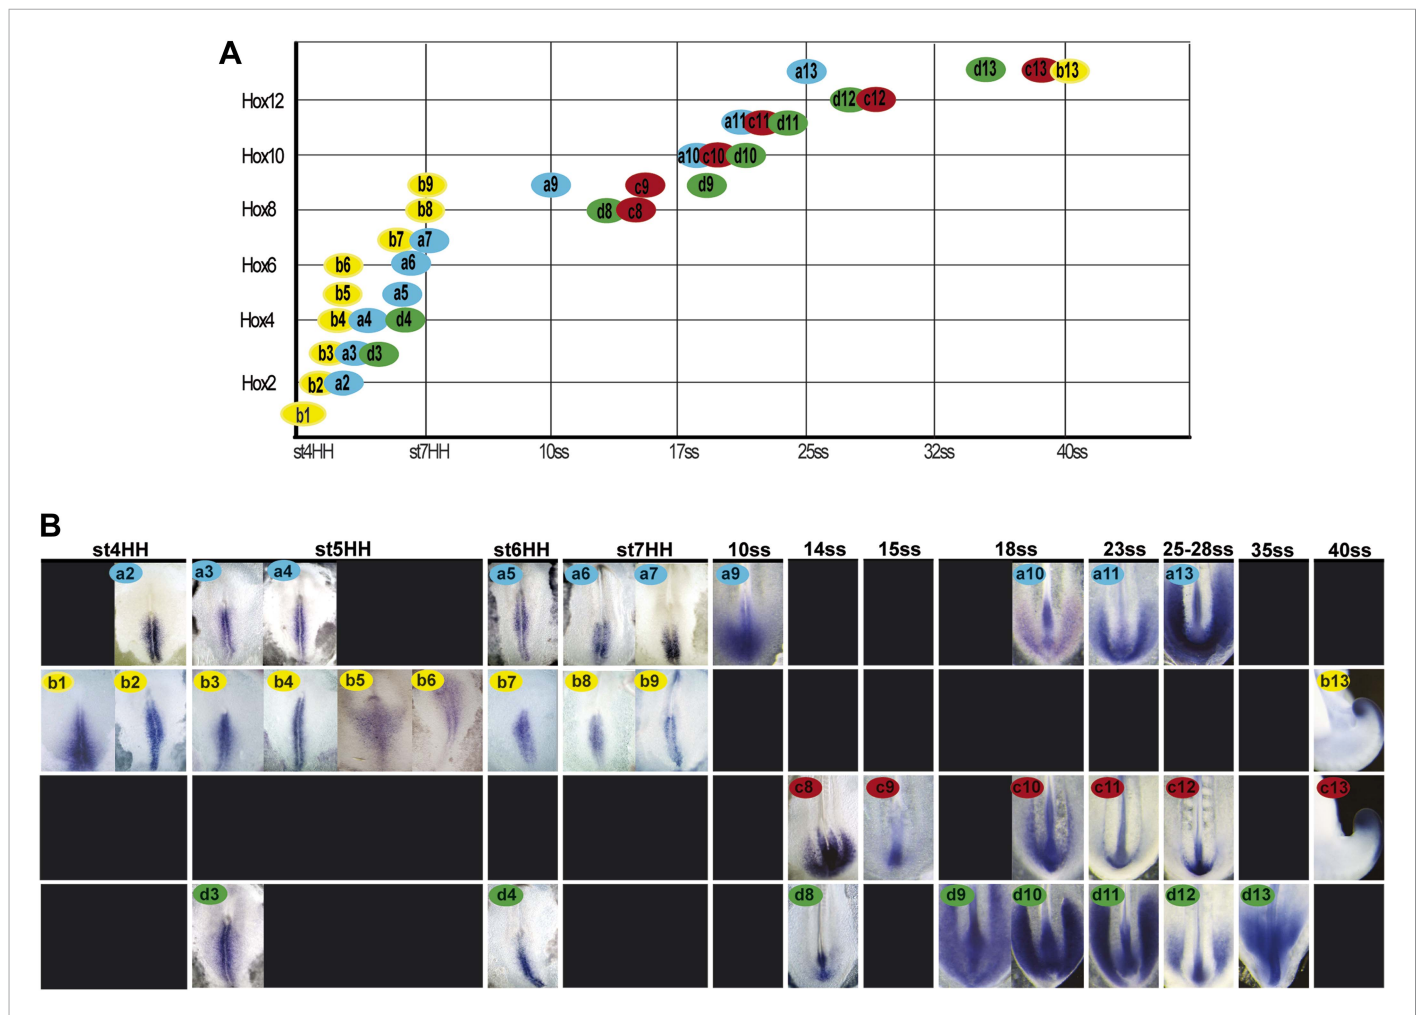 A
a13 d13 c13 b13
Hox12 d12 c12
a11 c11 d11
Hox10 a10 c10 d10
b9 a9 c9 d9
Hox8 b8 d8 c8
b7 a7
Hox6 b6 a6
b5 a5
Hox4 b4 a4 d4
b3 a3 d3
Hox2 b2 a2
b1
st4HH st7HH 10ss 17ss 25ss 32ss 40ss
B
st4HH st5HH st6HH st7HH 10ss 14ss 15ss 18ss 23ss 25-28ss 35ss 40ss
a2 a3 a4 a5 a6 a7 a9 a10 a11 a13
b1 b2 b3 b4 b5 b6 b7 b8 b9 b13
c8 c9 c10 c11 c12 c13
d3 d4 d8 d9 d10 d11 d12 d13